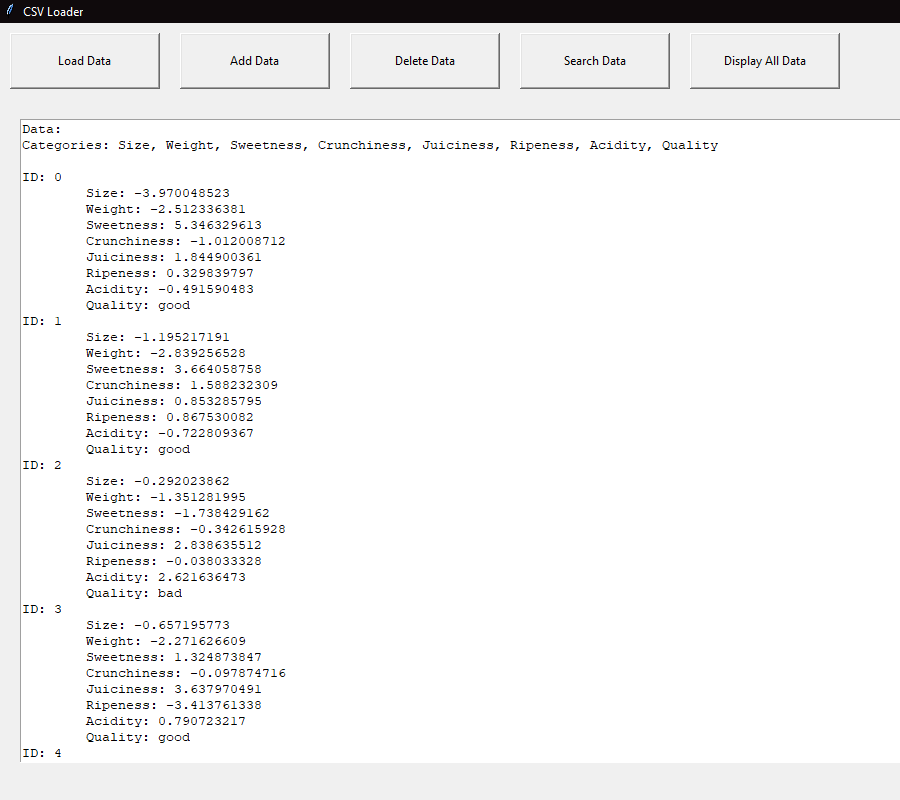 CSV Loader
Load Data Add Data Delete Data Search Data Display All Data
Data:
Categories: Size, Weight, Sweetness, Crunchiness, Juiciness, Ripeness, Acidity, Quality
ID: 0
Size: -3.970048523
Weight: -2.512336381
Sweetness: 5.346329613
Crunchiness: -1.012008712
Juiciness: 1.844900361
Ripeness: 0.329839797
Acidity: -0.491590483
Quality: good
ID: 1
Size: -1.195217191
Weight: -2.839256528
Sweetness: 3.664058758
Crunchiness: 1.588232309
Juiciness: 0.853285795
Ripeness: 0.867530082
Acidity: -0.722809367
Quality: good
ID: 2
Size: -0.292023862
Weight: -1.351281995
Sweetness: -1.738429162
Crunchiness: -0.342615928
Juiciness: 2.838635512
Ripeness: -0.038033328
Acidity: 2.621636473
Quality: bad
ID: 3
Size: -0.657195773
Weight: -2.271626609
Sweetness: 1.324873847
Crunchiness: -0.097874716
Juiciness: 3.637970491
Ripeness: -3.413761338
Acidity: 0.790723217
Quality: good
ID: 4